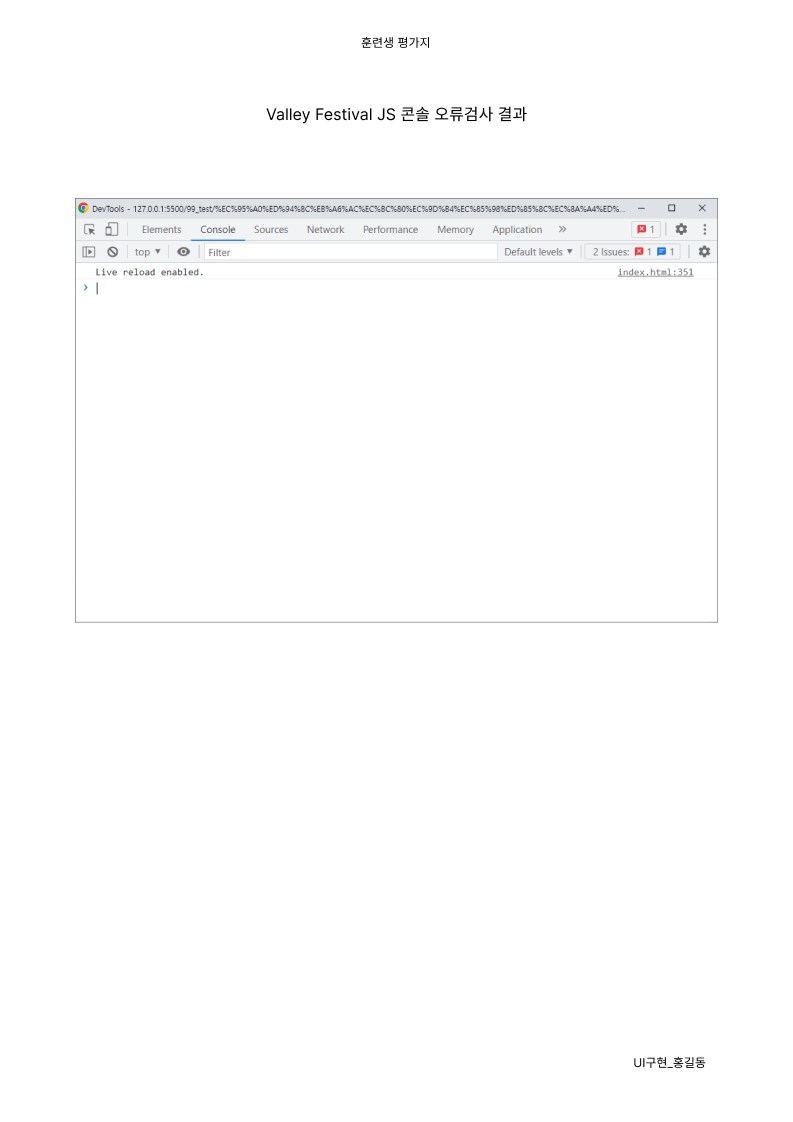 훈련생 평가지
Valley Festival JS 콘솔 오류검사 결과
DevTools - 127.0.0.1:5500/99_test/%EC%95%A0%ED%94%8C%EB%A6%AC%EC%BC%80%EC%9D%B4%EC%85%98%ED%85%8C%EC%8A%A4%ED%...
Elements Console Sources Network Performance Memory Application » 1
top ▼ Filter Default levels ▼ 2 Issues: 1 1
Live reload enabled. index.html:351
>
UI구현_홍길동